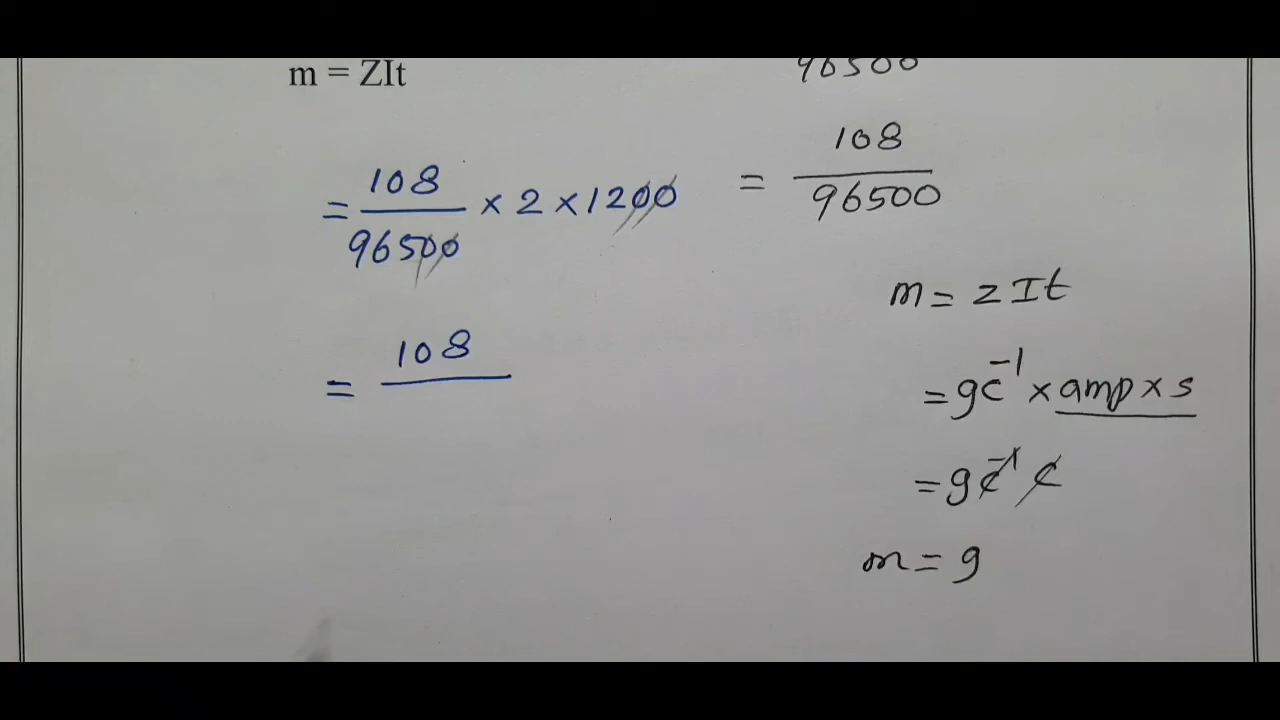 m = ZIt
= 108/96500 × 2 × 1200
= 108
96500
= 108/96500
m = zIt
= gc⁻¹ × amp × s
= gc⁻¹ c
m = g